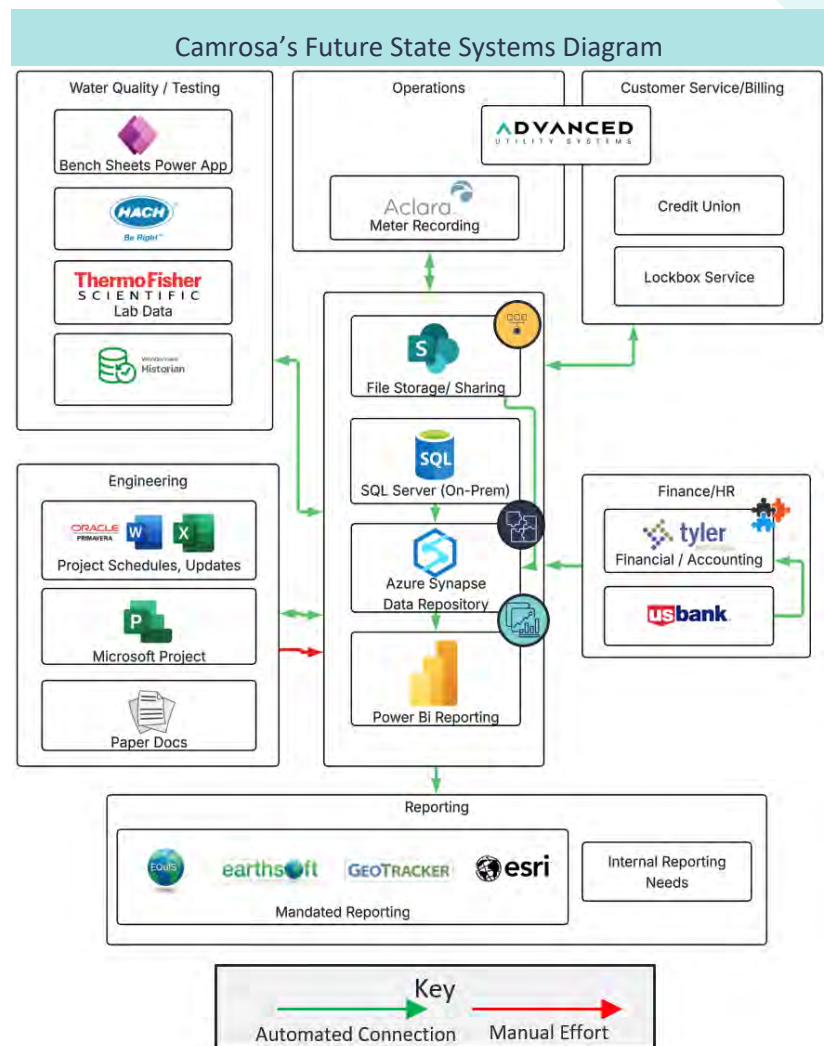 Camrosa's Future State Systems Diagram
Water Quality / Testing
Bench Sheets Power App
HACH
Be Right™
ThermoFisher
SCIENTIFIC
Lab Data
Historian
Operations
ADVANCED
UTILITY SYSTEMS
Aclara
Meter Recording
Customer Service/Billing
Credit Union
Lockbox Service
S
File Storage/ Sharing
SQL
SQL Server (On-Prem)
Azure Synapse
Data Repository
Power Bi Reporting
Engineering
ORACLE
PRIMAVERA
W
X
Project Schedules, Updates
P
Microsoft Project
Paper Docs
Finance/HR
tyler
Financial / Accounting
usbank
Reporting
EQuIS
earthsoft
GEOTRACKER
esri
Mandated Reporting
Internal Reporting
Needs
Key
Automated Connection
Manual Effort